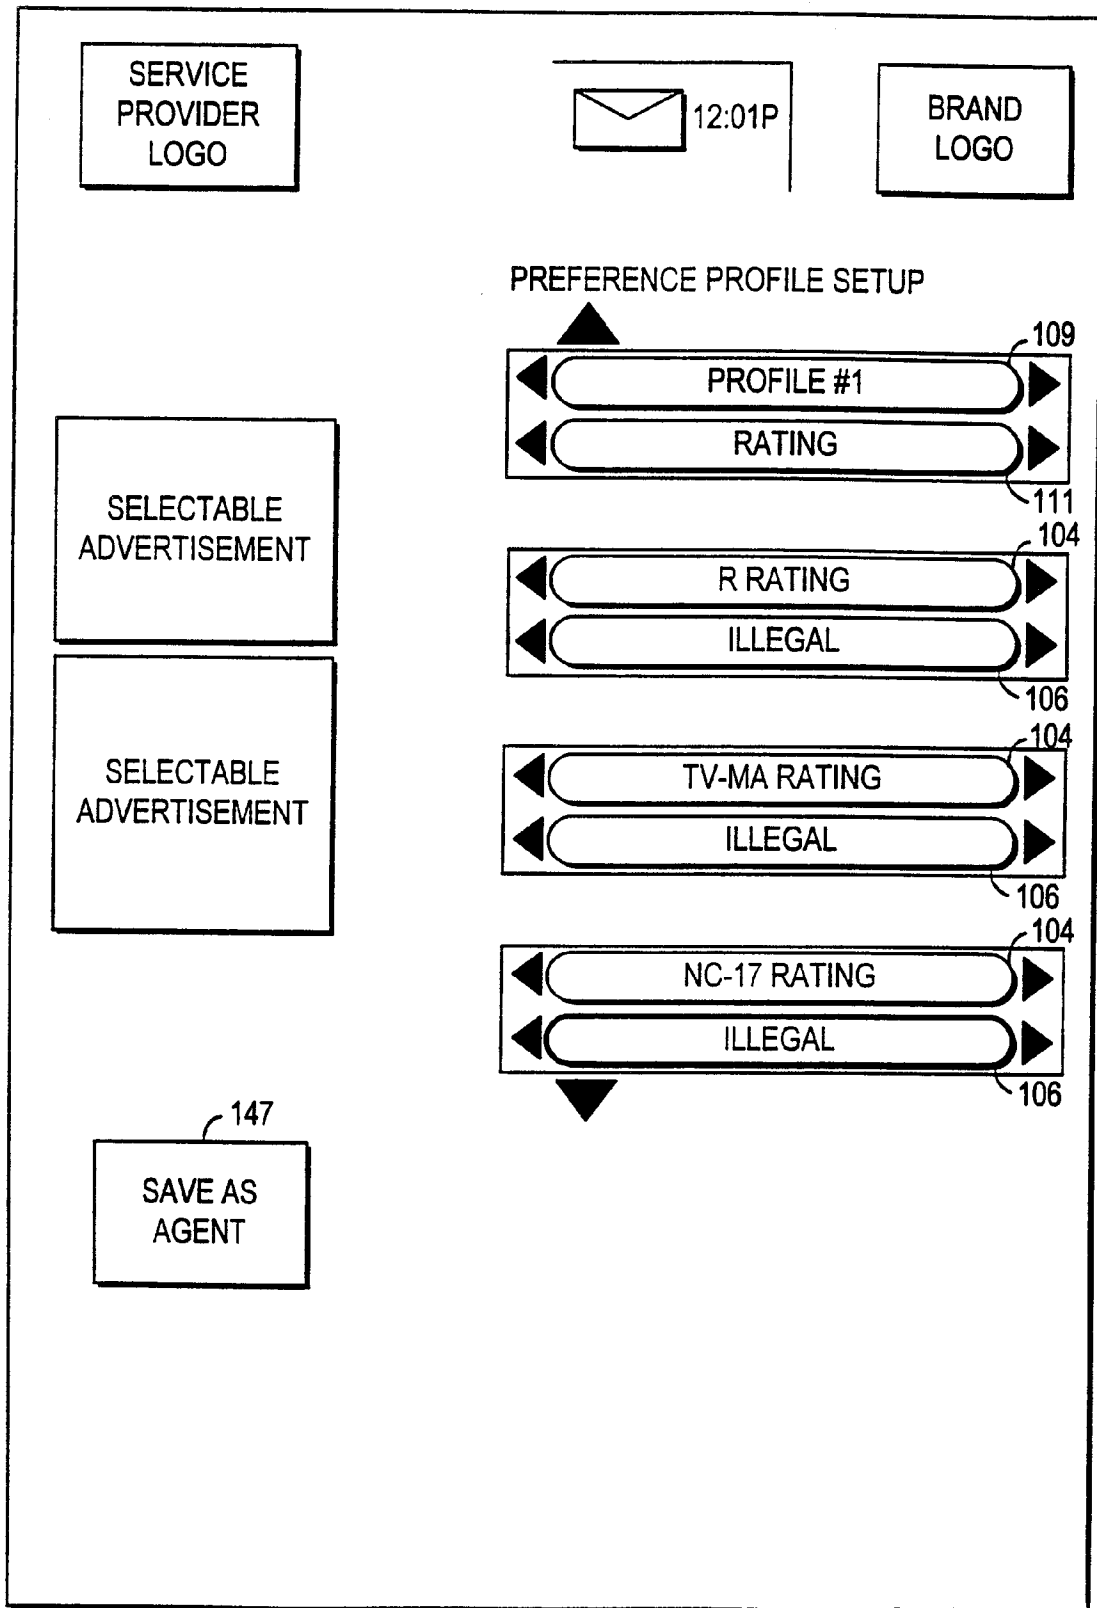 SERVICE
PROVIDER
LOGO
12:01P
BRAND
LOGO
PREFERENCE PROFILE SETUP
109
PROFILE #1
RATING
111
SELECTABLE
ADVERTISEMENT
104
R RATING
ILLEGAL
106
SELECTABLE
ADVERTISEMENT
104
TV-MA RATING
ILLEGAL
106
104
NC-17 RATING
ILLEGAL
106
147
SAVE AS
AGENT